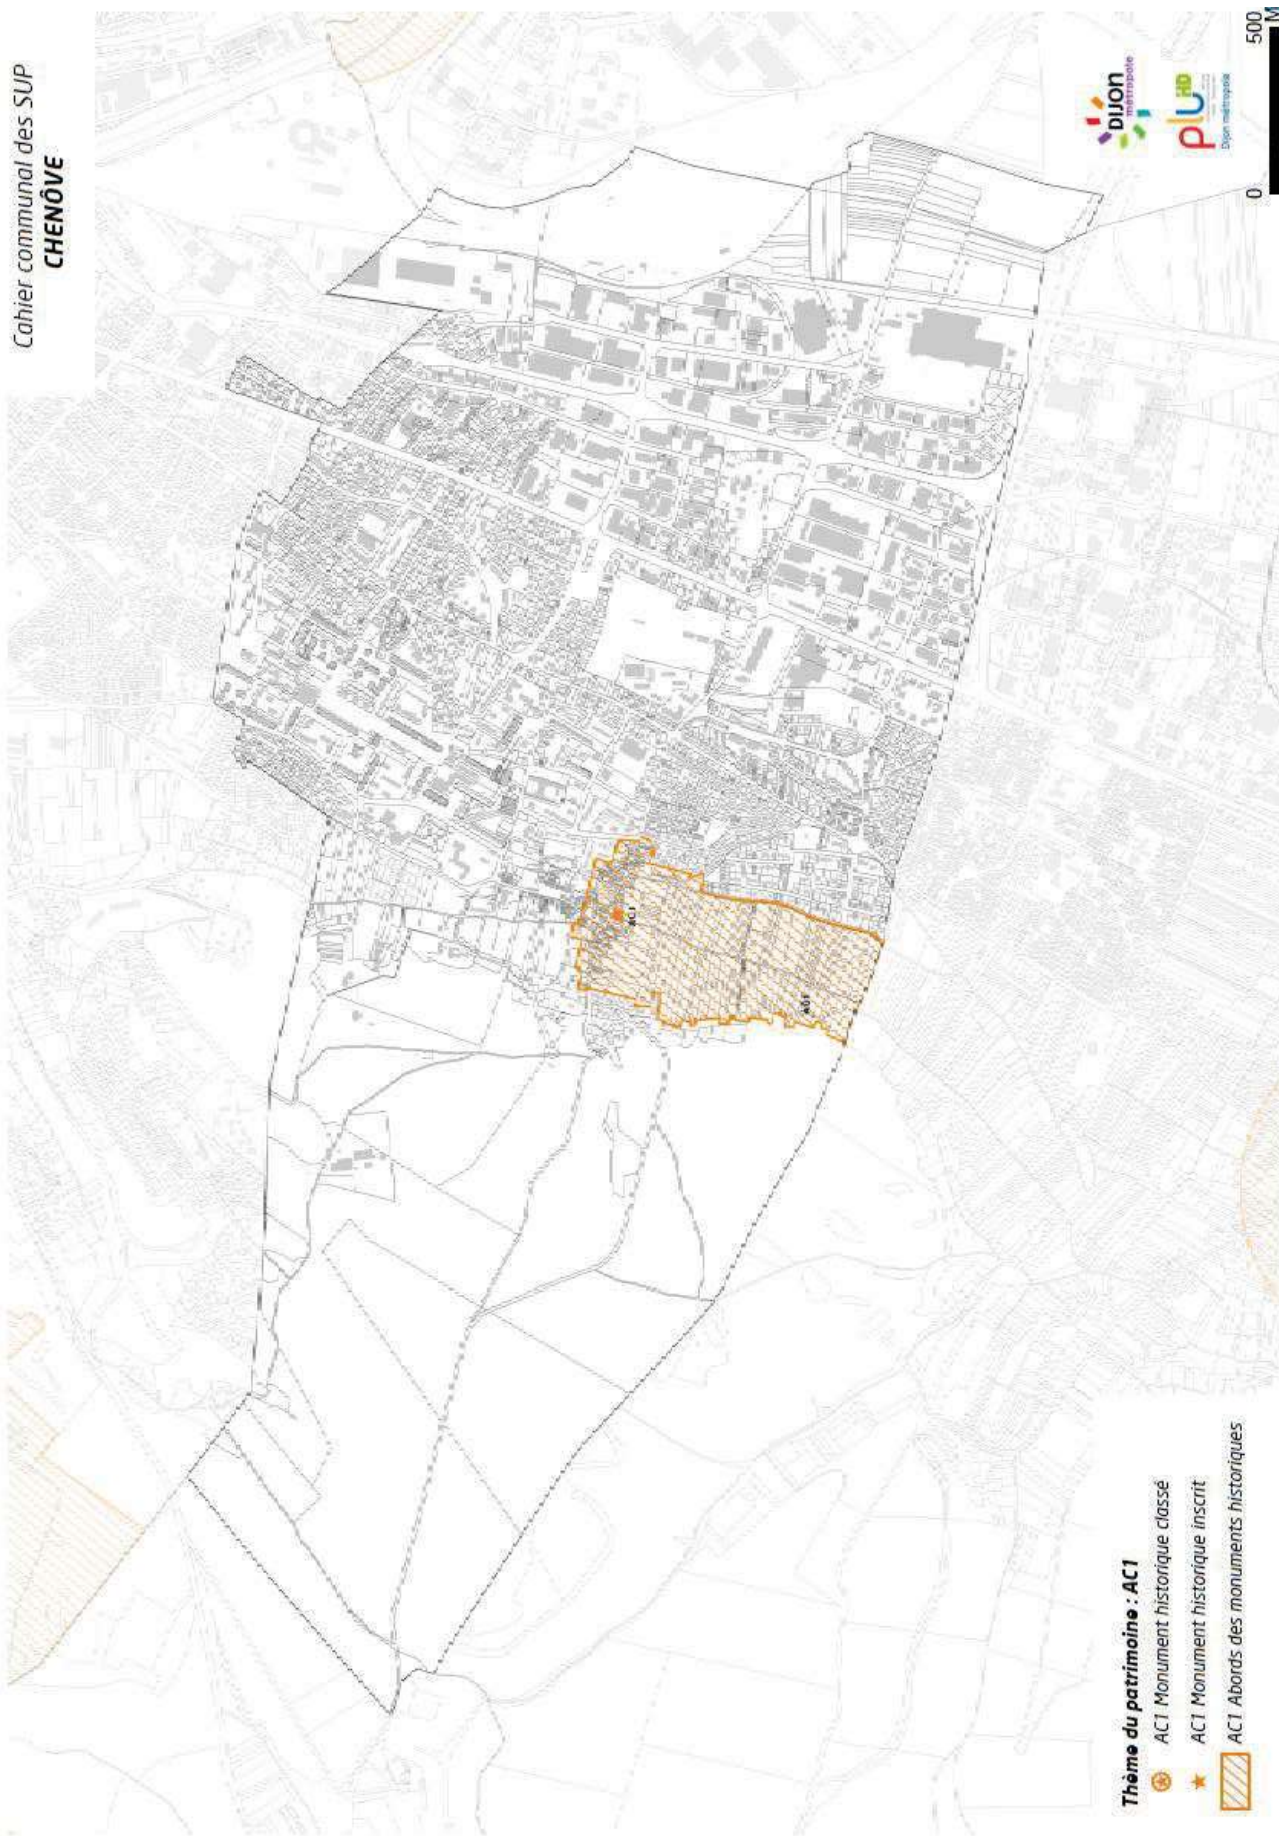 Cahier communal des SUP
CHENÔVE
DIJON
métropole
pluiHD
Dijon métropole
0
500
M
AC1
AC1
Thème du patrimoine : AC1
AC1 Monument historique classé
AC1 Monument historique inscrit
AC1 Abords des monuments historiques